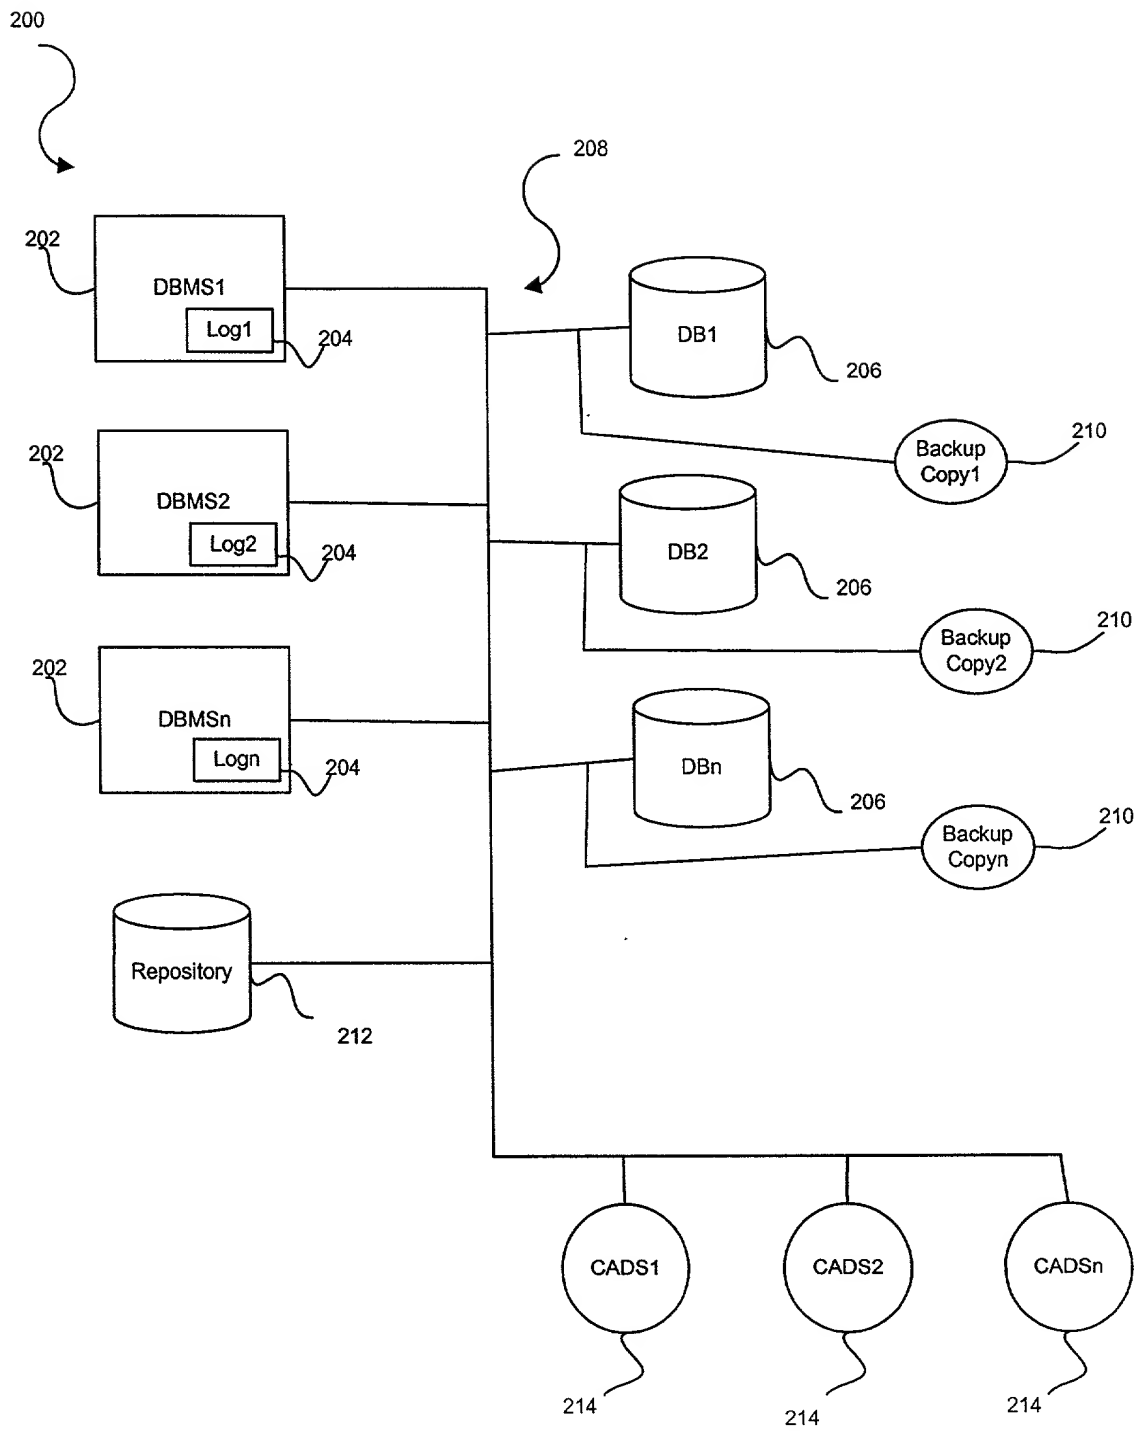 200
208
202
DBMS1
Log1
204
DB1
206
Backup
Copy1
210
202
DBMS2
Log2
204
DB2
206
Backup
Copy2
210
202
DBMSn
Logn
204
DBn
206
Backup
Copyn
210
Repository
212
CADS1
CADS2
CADSn
214
214
214